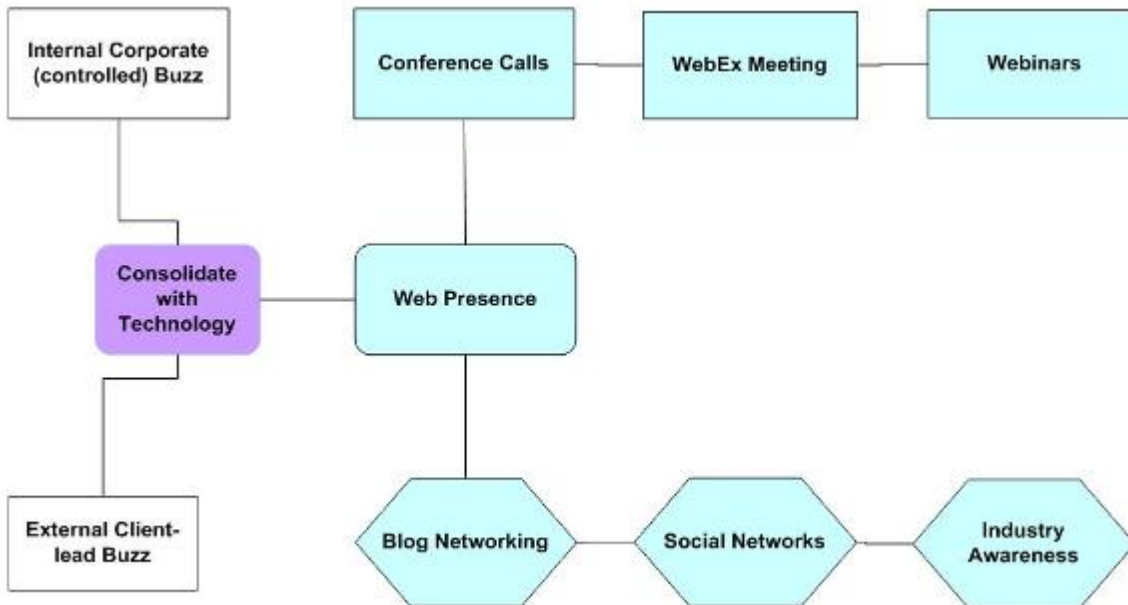 Internal Corporate
(controlled) Buzz
Conference Calls
WebEx Meeting
Webinars
Consolidate
with
Technology
Web Presence
External Client-
lead Buzz
Blog Networking
Social Networks
Industry
Awareness